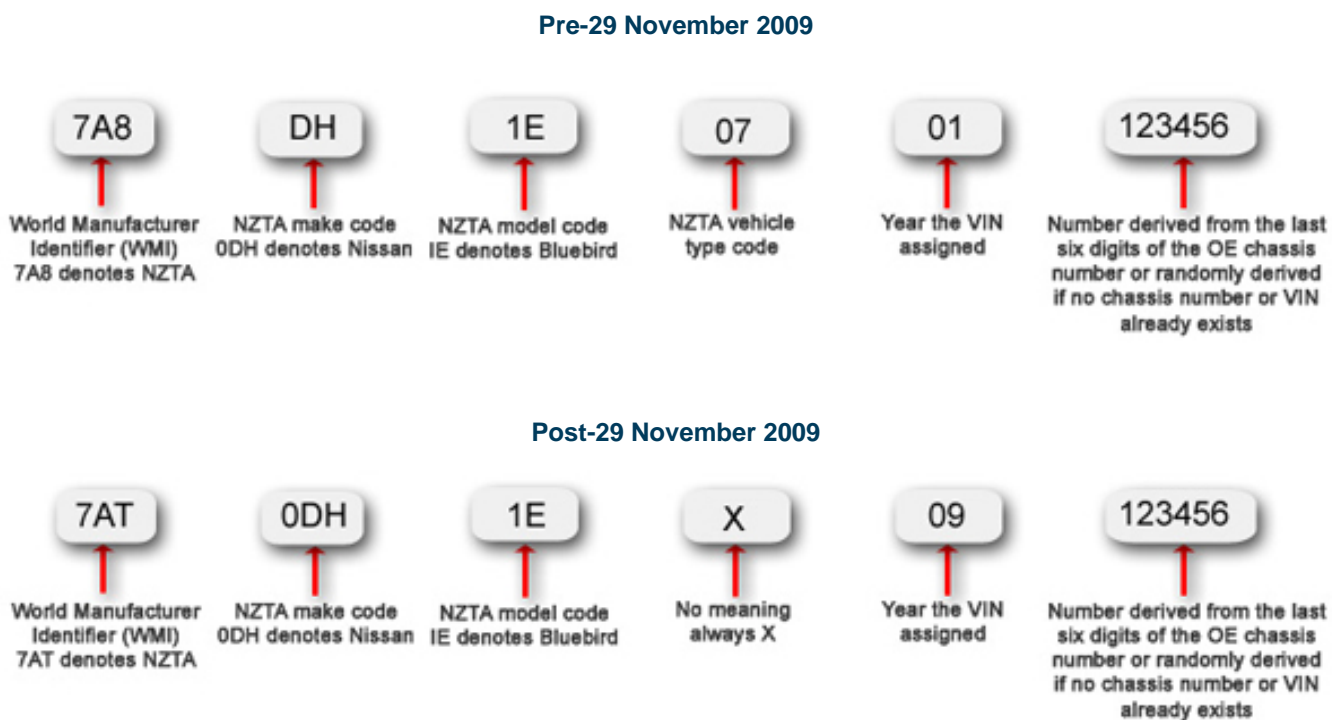 Pre-29 November 2009
7A8
DH
1E
07
01
123456
World Manufacturer
Identifier (WMI)
7A8 denotes NZTA
NZTA make code
0DH denotes Nissan
NZTA model code
IE denotes Bluebird
NZTA vehicle
type code
Year the VIN
assigned
Number derived from the last
six digits of the OE chassis
number or randomly derived
if no chassis number or VIN
already exists
Post-29 November 2009
7AT
0DH
1E
X
09
123456
World Manufacturer
Identifier (WMI)
7AT denotes NZTA
NZTA make code
0DH denotes Nissan
NZTA model code
IE denotes Bluebird
No meaning
always X
Year the VIN
assigned
Number derived from the last
six digits of the OE chassis
number or randomly derived
if no chassis number or VIN
already exists